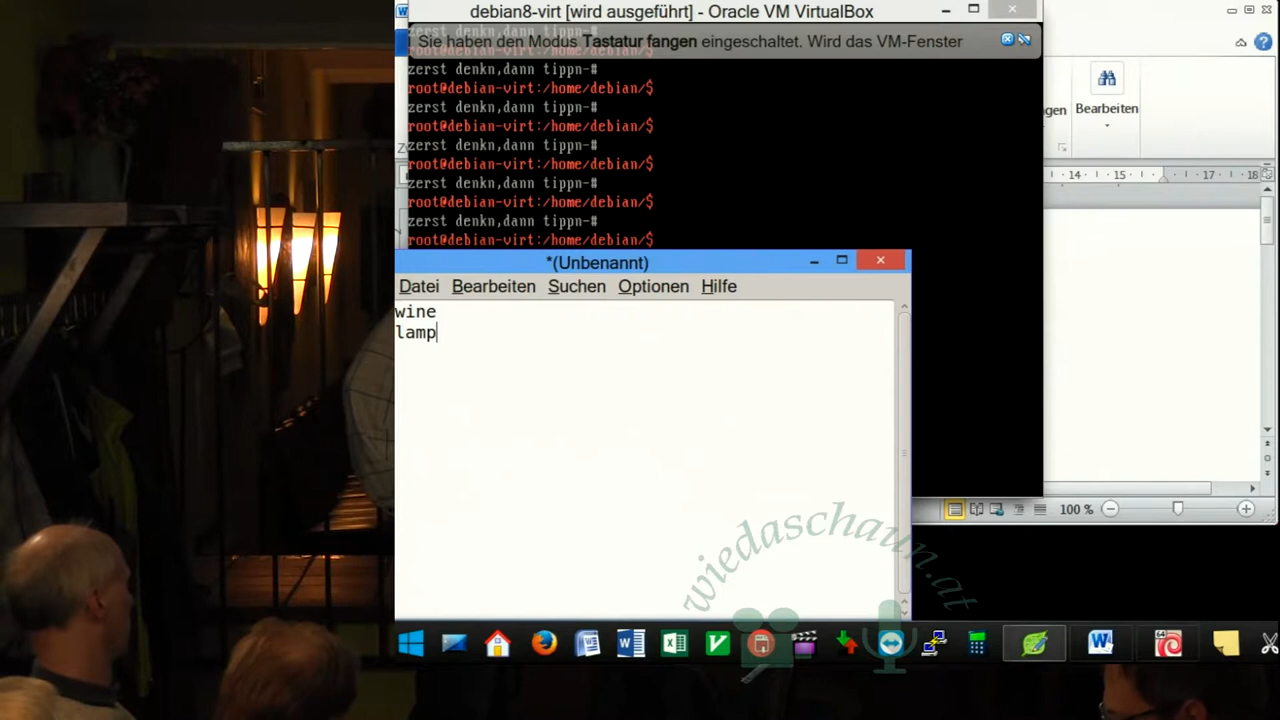 debian8-virt [wird ausgeführt] - Oracle VM VirtualBox
Sie haben den Modus Tastatur fangen eingeschaltet. Wird das VM-Fenster
zerst denkn,dann tippn-#
root@debian-virt:/home/debian/$
zerst denkn,dann tippn-#
root@debian-virt:/home/debian/$
zerst denkn,dann tippn-#
root@debian-virt:/home/debian/$
zerst denkn,dann tippn-#
root@debian-virt:/home/debian/$
zerst denkn,dann tippn-#
root@debian-virt:/home/debian/$
Bearbeiten
14 15 17 18
*(Unbenannt)
Datei Bearbeiten Suchen Optionen Hilfe
wine
lamp
100 %
wiedaschaun.at